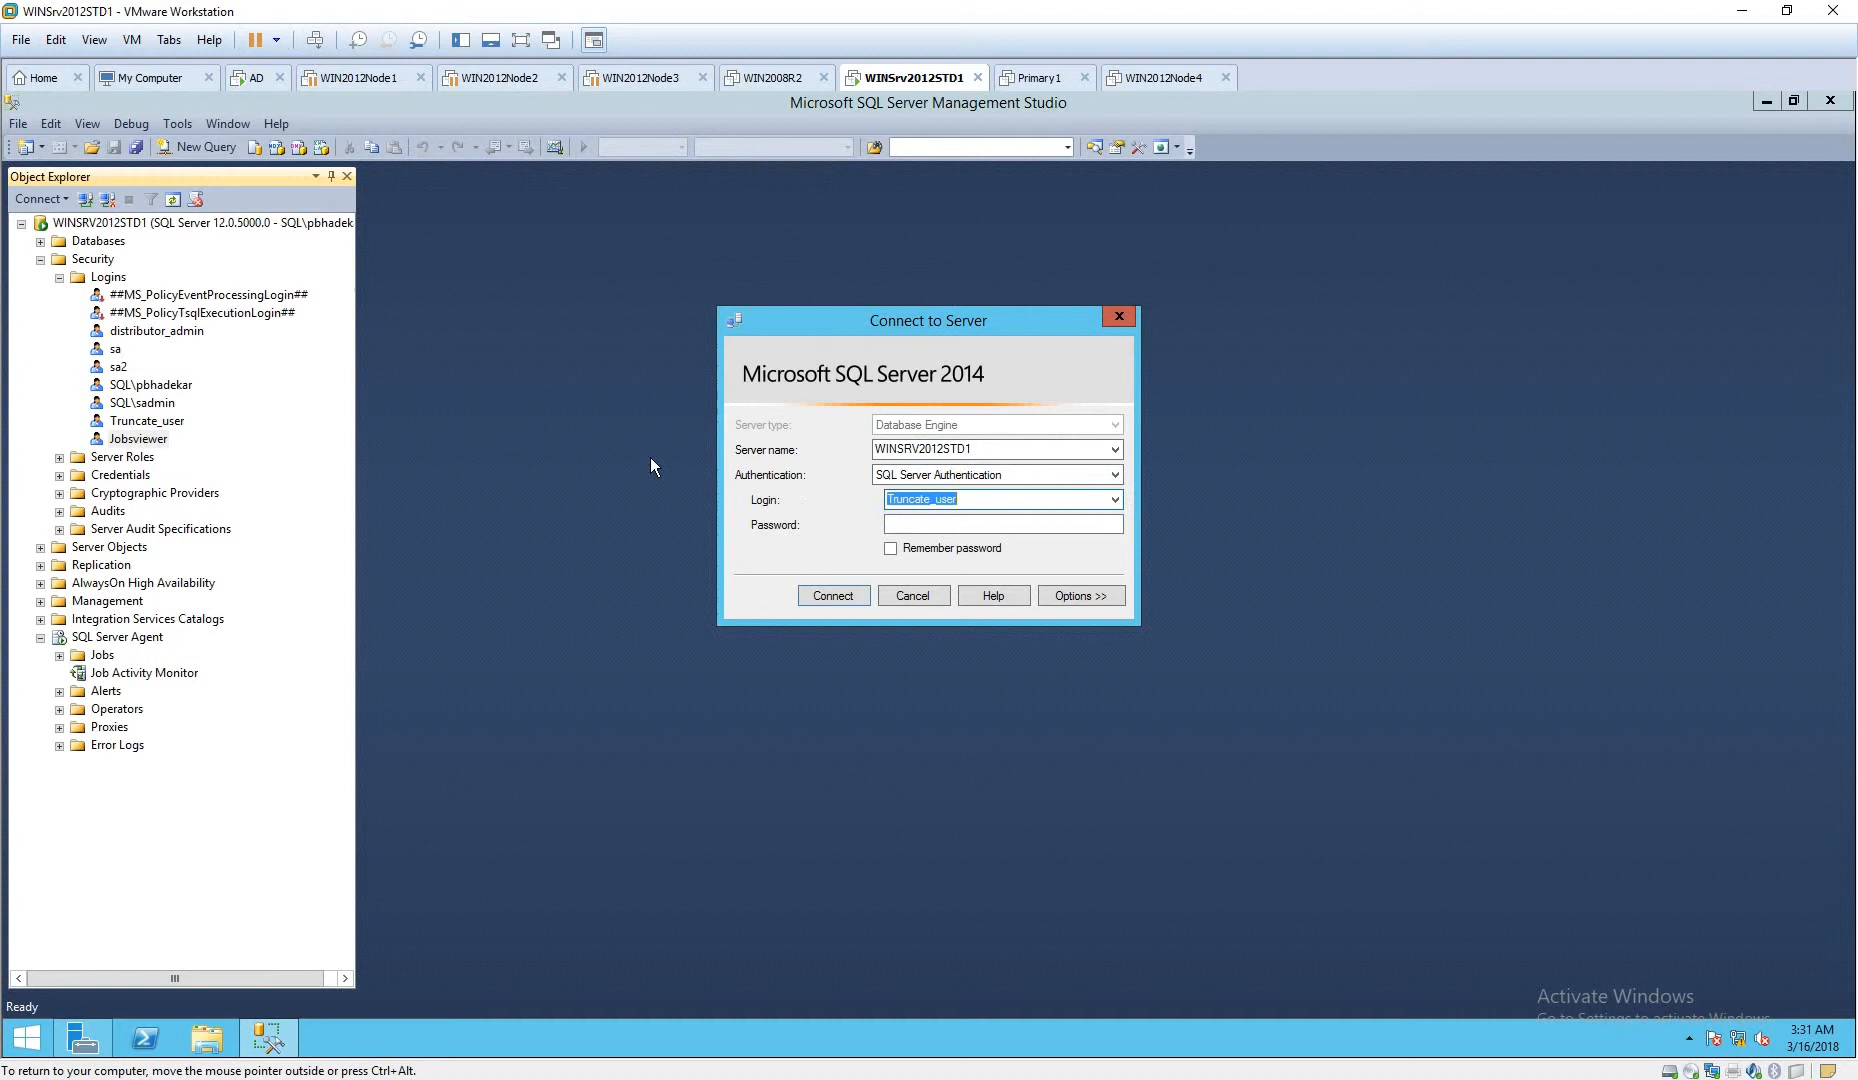 WINSrv2012STD1 - VMware Workstation
File Edit View VM Tabs Help
Home My Computer AD WIN2012Node1 WIN2012Node2 WIN2012Node3 WIN2008R2 WINSrv2012STD1 Primary1 WIN2012Node4
Microsoft SQL Server Management Studio
File Edit View Debug Tools Window Help
New Query
Object Explorer
Connect
WINSRV2012STD1 (SQL Server 12.0.5000.0 - SQL\pbhadek
Databases
Security
Logins
##MS_PolicyEventProcessingLogin##
##MS_PolicyTsqlExecutionLogin##
distributor_admin
sa
sa2
SQL\pbhadekar
SQL\sadmin
Truncate_user
Jobsviewer
Server Roles
Credentials
Cryptographic Providers
Audits
Server Audit Specifications
Server Objects
Replication
AlwaysOn High Availability
Management
Integration Services Catalogs
SQL Server Agent
Jobs
Job Activity Monitor
Alerts
Operators
Proxies
Error Logs
Connect to Server
Microsoft SQL Server 2014
Server type: Database Engine
Server name: WINSRV2012STD1
Authentication: SQL Server Authentication
Login: Truncate_user
Password:
Remember password
Connect Cancel Help Options >>
Activate Windows
Go to Settings to activate Windows.
Ready
3:31 AM
3/16/2018
To return to your computer, move the mouse pointer outside or press Ctrl+Alt.